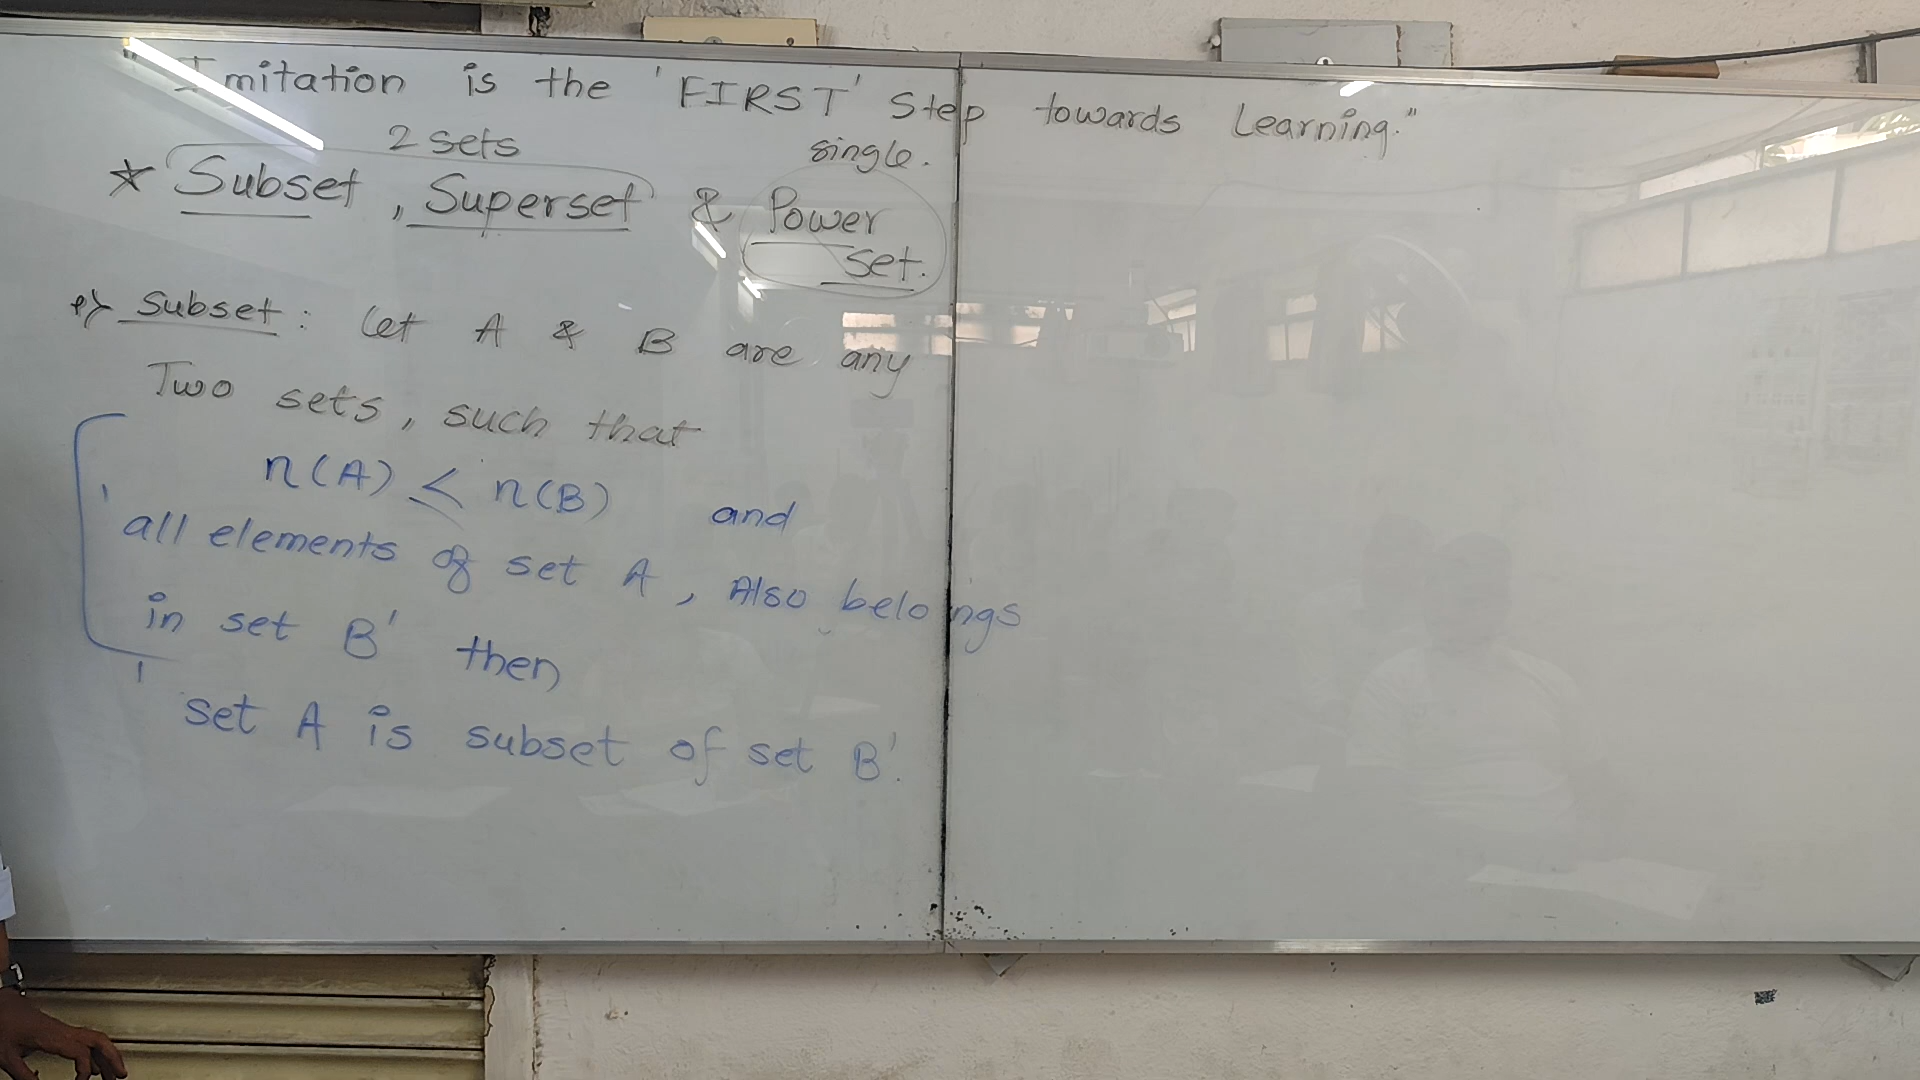 "Imitation is the 'FIRST' Step towards Learning."
2 sets single.
* Subset, Superset & Power
set.
i) Subset: Let A & B are any
Two sets, such that
n(A) ≤ n(B) and
'all elements of set A, Also belongs
in set B' then
'set A is subset of set B'.